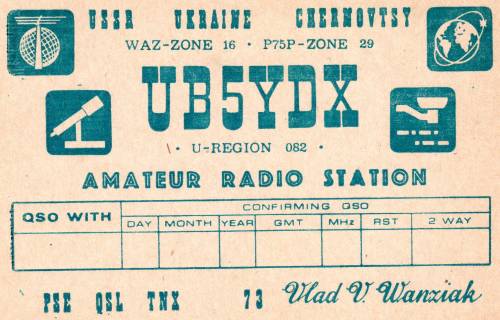 USSR UKRAINE CHERNOVTSY
WAZ-ZONE 16 • P75P-ZONE 29
UB5YDX
• U-REGION 082 •
AMATEUR RADIO STATION
QSO WITH
CONFIRMING QSO
DAY MONTH YEAR GMT MHz RST 2 WAY
PSE QSL TNX 73 Vlad V. Wanziak